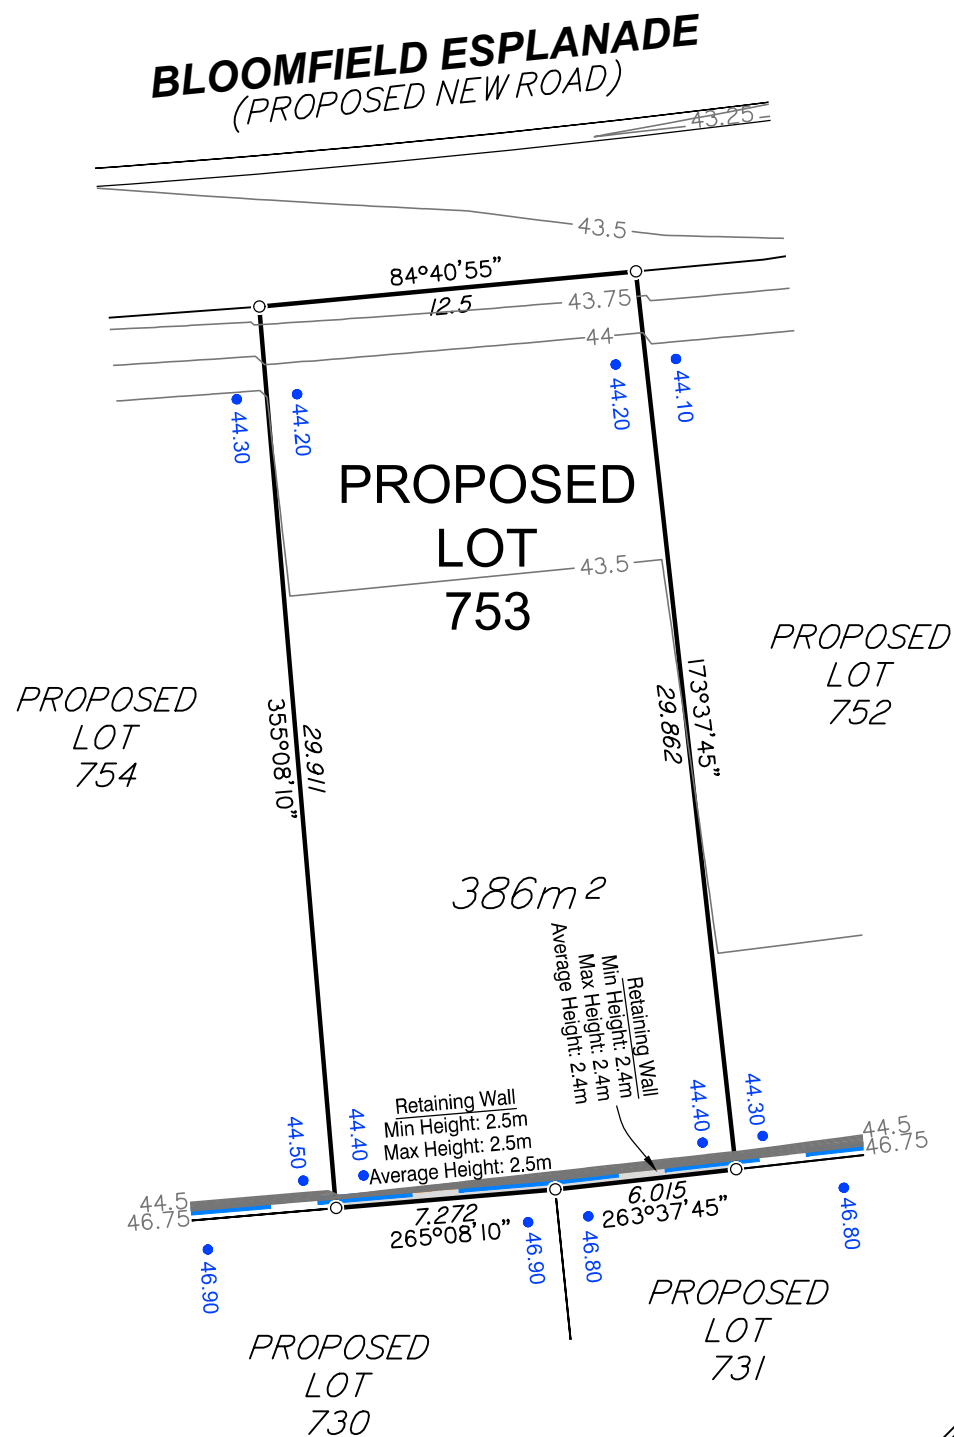 BLOOMFIELD ESPLANADE
(PROPOSED NEW ROAD)
43.25
43.5
84°40'55"
12.5
43.75
44
44.30
44.20
44.20
44.10
PROPOSED
LOT
753
43.5
PROPOSED
LOT
754
355°08'10"
29.911
29.862
173°37'45"
PROPOSED
LOT
752
386m²
Retaining Wall
Min Height: 2.4m
Max Height: 2.4m
Average Height: 2.4m
Retaining Wall
Min Height: 2.5m
Max Height: 2.5m
Average Height: 2.5m
44.50
44.40
44.40
44.30
44.5
46.75
44.5
46.75
7.272
265°08'10"
6.015
263°37'45"
46.90
46.90
46.80
46.80
PROPOSED
LOT
730
PROPOSED
LOT
731